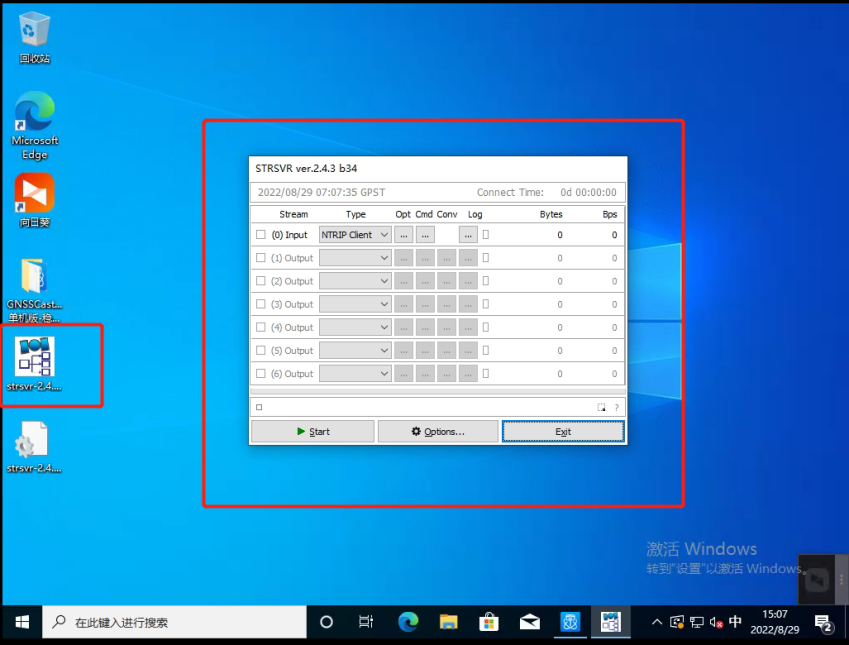 回收站
Microsoft
Edge
向日葵
GNSSCast...
单机版-稳...
strsvr-2.4....
strsvr-2.4....
STRSVR ver.2.4.3 b34
2022/08/29 07:07:35 GPST Connect Time: 0d 00:00:00
Stream Type Opt Cmd Conv Log Bytes Bps
(0) Input NTRIP Client ... ... ... 0 0
(1) Output ... ... ... ... 0 0
(2) Output ... ... ... ... 0 0
(3) Output ... ... ... ... 0 0
(4) Output ... ... ... ... 0 0
(5) Output ... ... ... ... 0 0
(6) Output ... ... ... ... 0 0
?
Start Options... Exit
激活 Windows
转到"设置"以激活 Windows。
在此键入进行搜索
中
15:07
2022/8/29
2